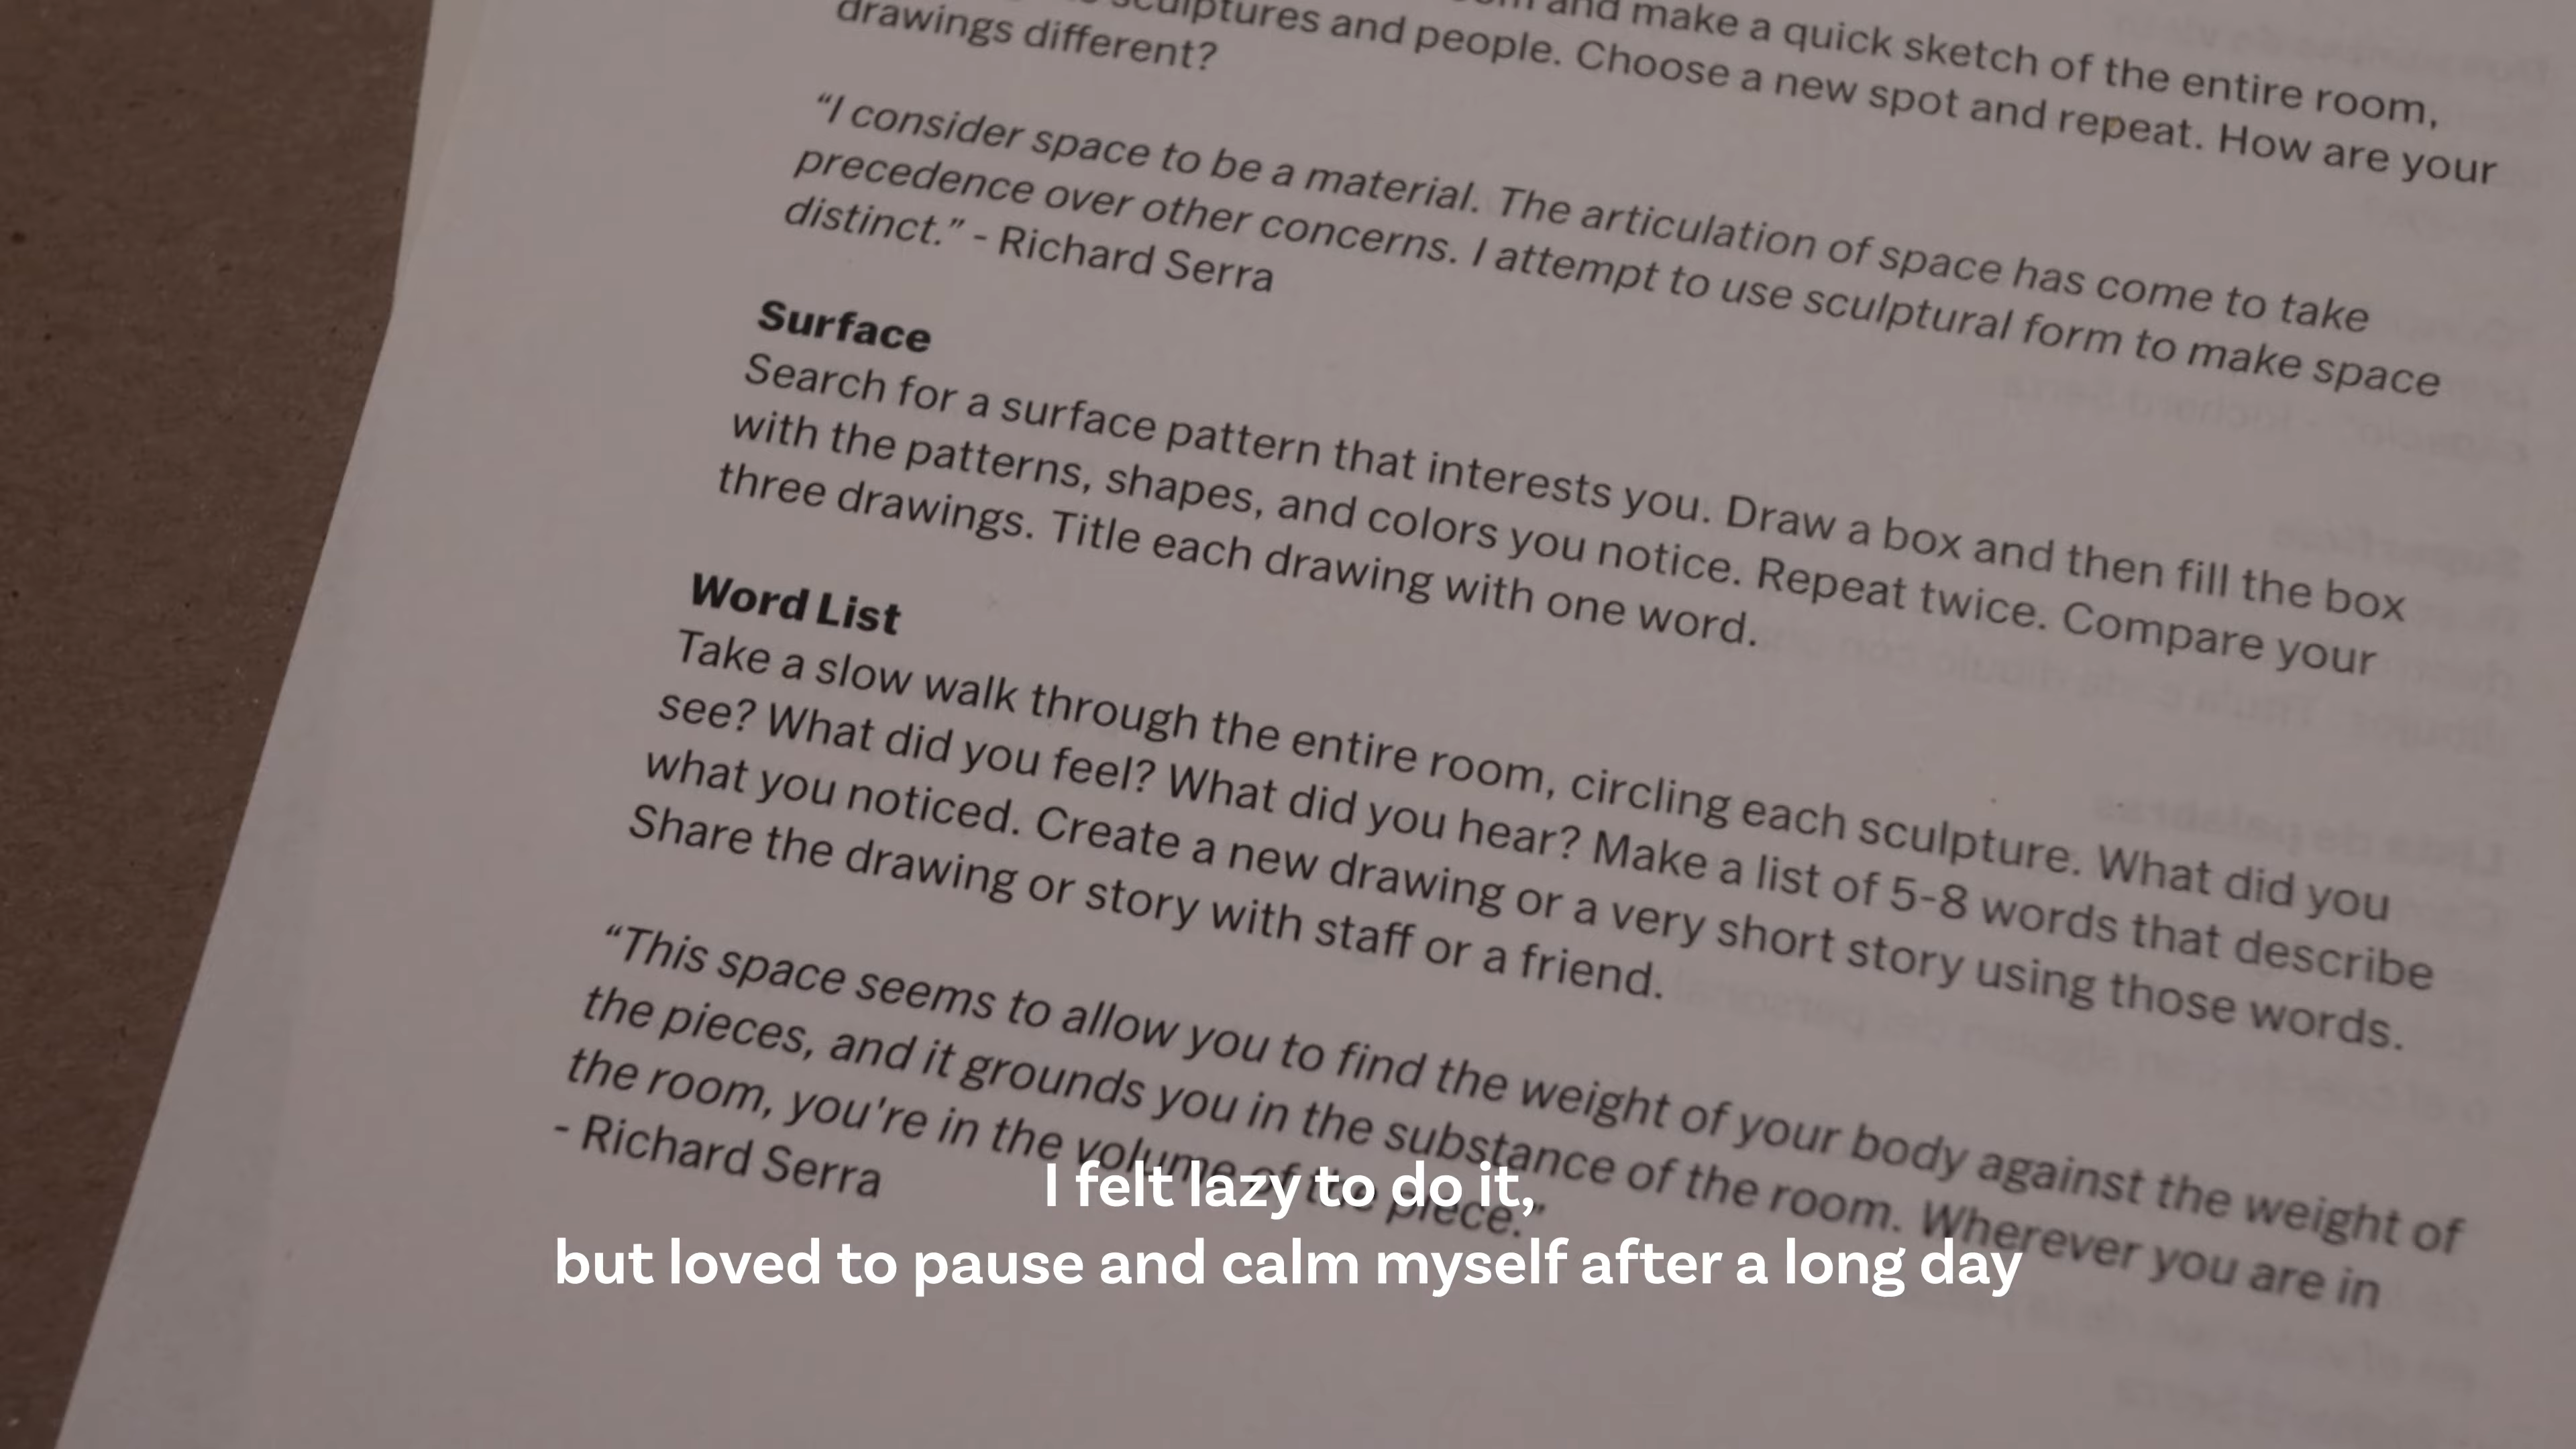 and make a quick sketch of the entire room,
sculptures and people. Choose a new spot and repeat. How are your
drawings different?
“I consider space to be a material. The articulation of space has come to take
precedence over other concerns. I attempt to use sculptural form to make space
distinct.” - Richard Serra
Surface
Search for a surface pattern that interests you. Draw a box and then fill the box
with the patterns, shapes, and colors you notice. Repeat twice. Compare your
three drawings. Title each drawing with one word.
Word List
Take a slow walk through the entire room, circling each sculpture. What did you
see? What did you feel? What did you hear? Make a list of 5-8 words that describe
what you noticed. Create a new drawing or a very short story using those words.
Share the drawing or story with staff or a friend.
“This space seems to allow you to find the weight of your body against the weight of
the pieces, and it grounds you in the substance of the room. Wherever you are in
the room, you're in the volume of the piece.”
- Richard Serra
I felt lazy to do it,
but loved to pause and calm myself after a long day